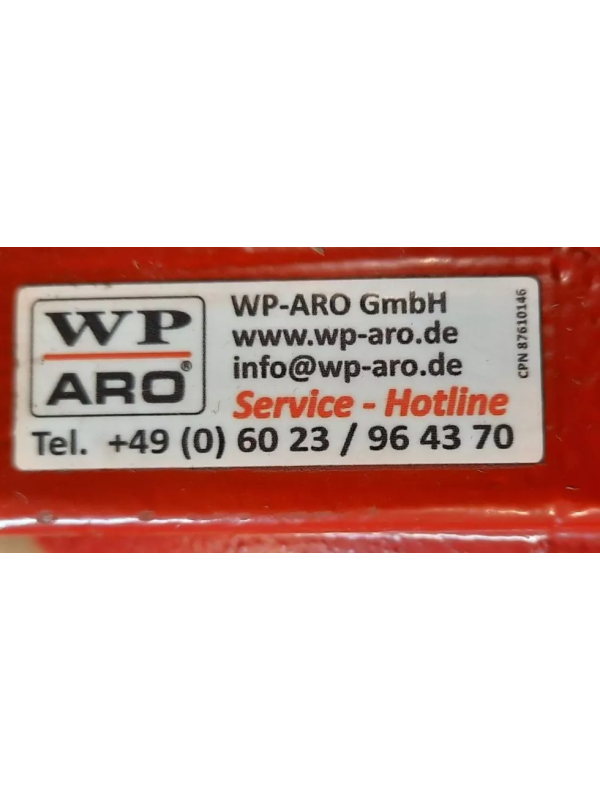 WP
ARO®
WP-ARO GmbH
www.wp-aro.de
info@wp-aro.de
Service - Hotline
Tel. +49 (0) 60 23 / 96 43 70
CPN 87610146